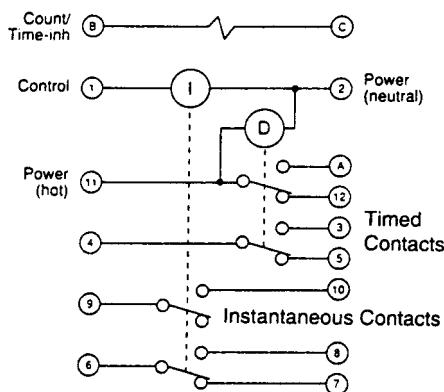 Count/
Time-inh
B
C
Control
1
I
2
Power
(neutral)
D
Power
(hot)
11
A
12
4
3
5
Timed
Contacts
9
10
Instantaneous Contacts
6
8
7